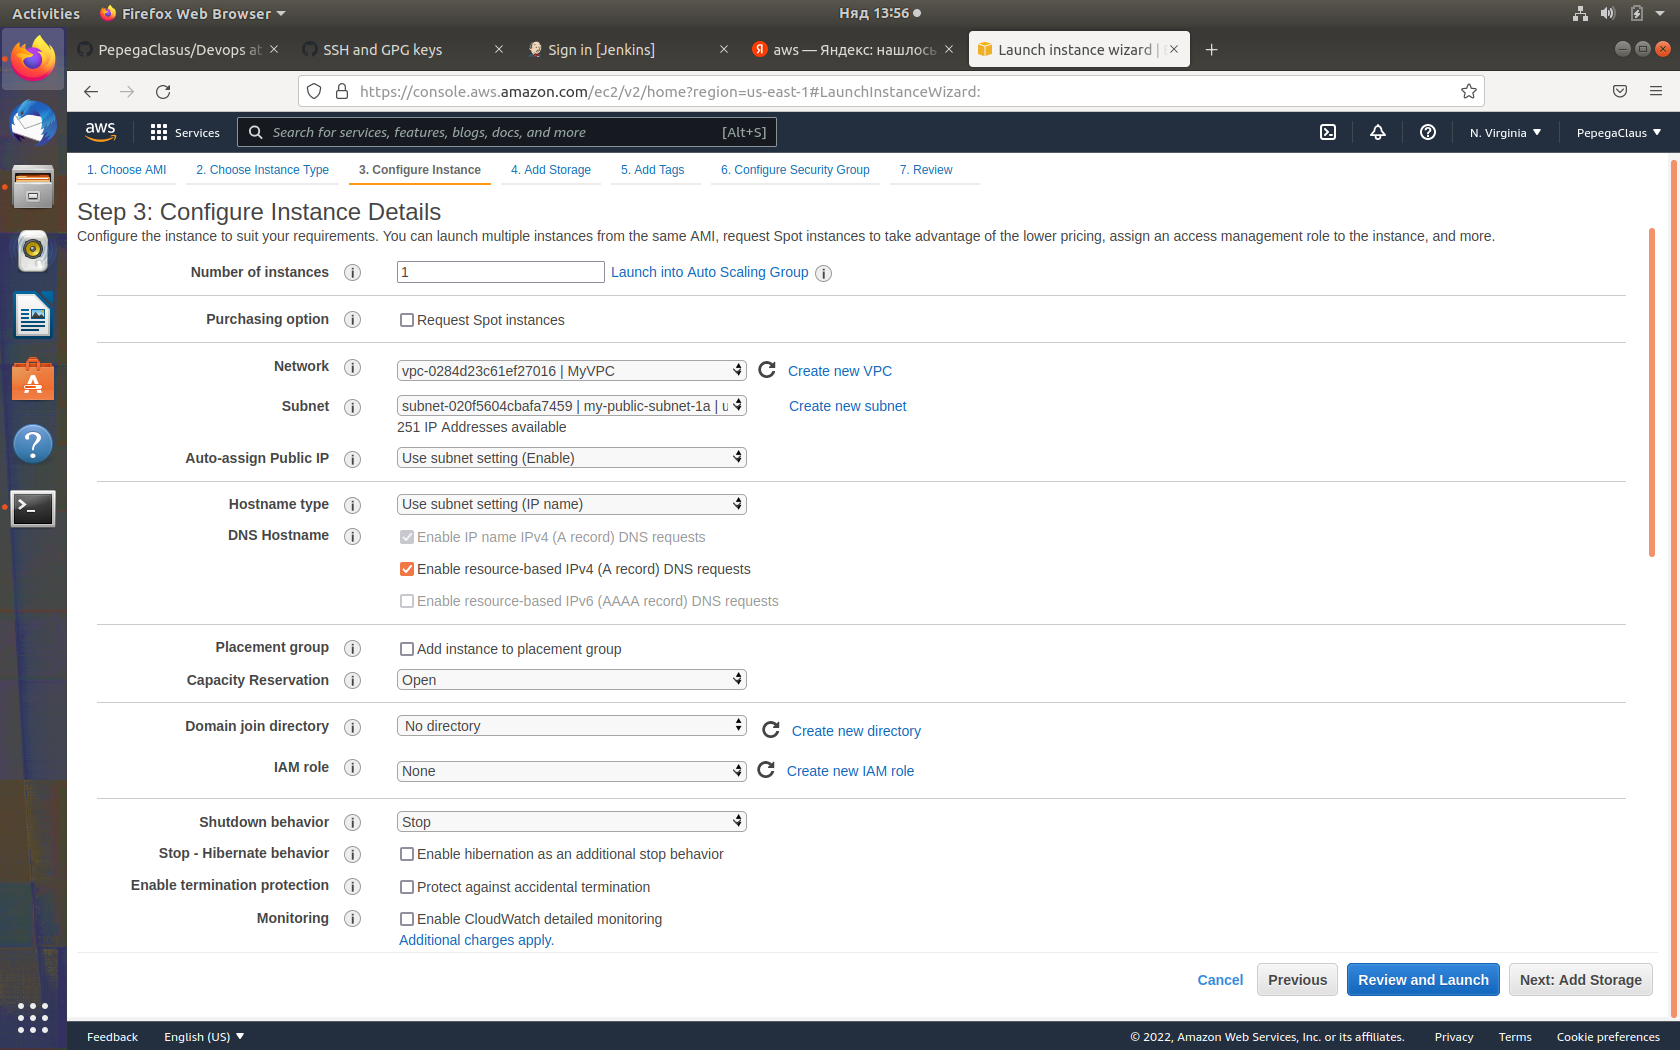 Activities
Firefox Web Browser
Няд 13:56
PepegaClasus/Devops at
SSH and GPG keys
Sign in [Jenkins]
aws — Яндекс: нашлось
Launch instance wizard |
https://console.aws.amazon.com/ec2/v2/home?region=us-east-1#LaunchInstanceWizard:
aws
Services
Search for services, features, blogs, docs, and more
[Alt+S]
N. Virginia
PepegaClaus
1. Choose AMI
2. Choose Instance Type
3. Configure Instance
4. Add Storage
5. Add Tags
6. Configure Security Group
7. Review
Step 3: Configure Instance Details
Configure the instance to suit your requirements. You can launch multiple instances from the same AMI, request Spot instances to take advantage of the lower pricing, assign an access management role to the instance, and more.
Number of instances
1
Launch into Auto Scaling Group
Purchasing option
Request Spot instances
Network
vpc-0284d23c61ef27016 | MyVPC
Create new VPC
Subnet
subnet-020f5604cbafa7459 | my-public-subnet-1a | u
Create new subnet
251 IP Addresses available
Auto-assign Public IP
Use subnet setting (Enable)
Hostname type
Use subnet setting (IP name)
DNS Hostname
Enable IP name IPv4 (A record) DNS requests
Enable resource-based IPv4 (A record) DNS requests
Enable resource-based IPv6 (AAAA record) DNS requests
Placement group
Add instance to placement group
Capacity Reservation
Open
Domain join directory
No directory
Create new directory
IAM role
None
Create new IAM role
Shutdown behavior
Stop
Stop - Hibernate behavior
Enable hibernation as an additional stop behavior
Enable termination protection
Protect against accidental termination
Monitoring
Enable CloudWatch detailed monitoring
Additional charges apply.
Cancel
Previous
Review and Launch
Next: Add Storage
Feedback
English (US)
© 2022, Amazon Web Services, Inc. or its affiliates.
Privacy
Terms
Cookie preferences